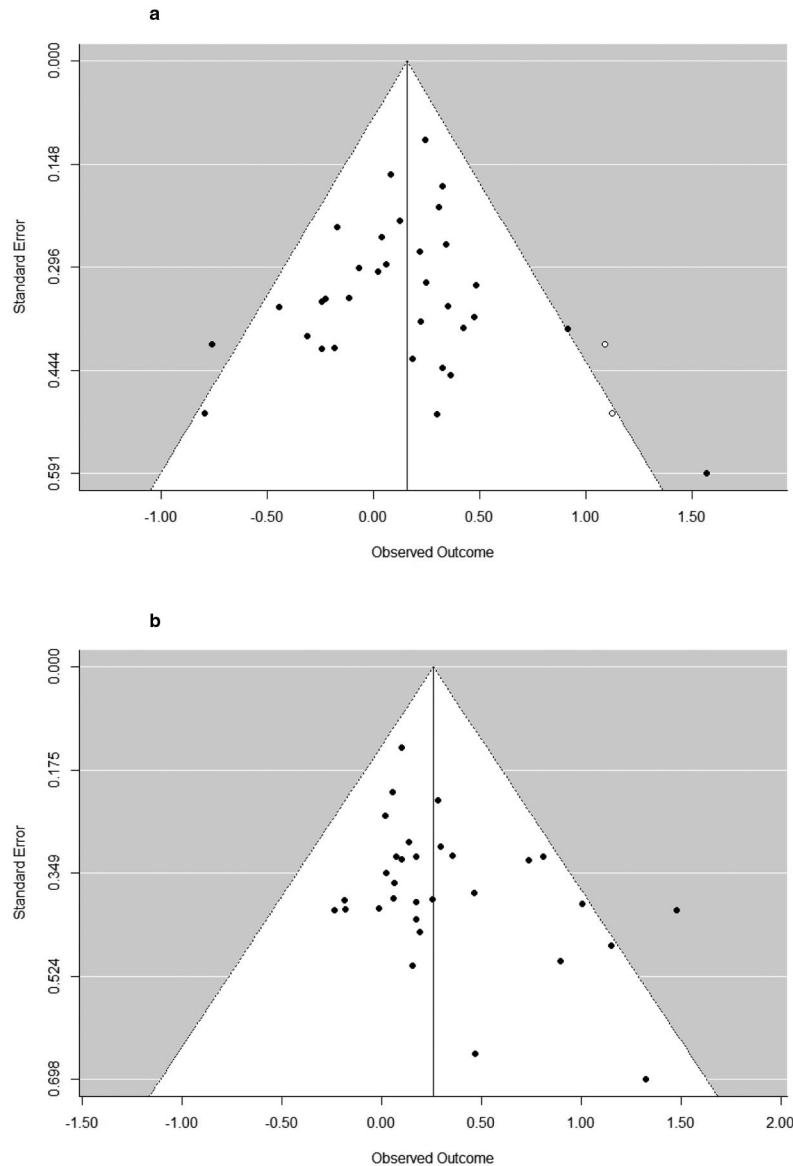 a
0.000
0.148
0.296
0.444
0.591
Standard Error
-1.00 -0.50 0.00 0.50 1.00 1.50
Observed Outcome
b
0.000
0.175
0.349
0.524
0.698
Standard Error
-1.50 -1.00 -0.50 0.00 0.50 1.00 1.50 2.00
Observed Outcome